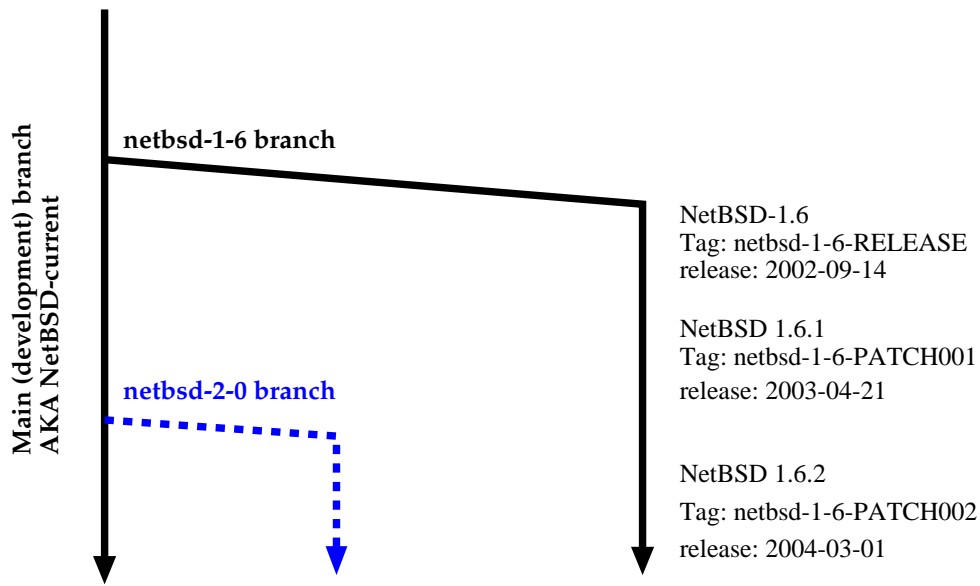 Main (development) branch
AKA NetBSD-current
netbsd-1-6 branch
NetBSD-1.6
Tag: netbsd-1-6-RELEASE
release: 2002-09-14
NetBSD 1.6.1
Tag: netbsd-1-6-PATCH001
release: 2003-04-21
netbsd-2-0 branch
NetBSD 1.6.2
Tag: netbsd-1-6-PATCH002
release: 2004-03-01